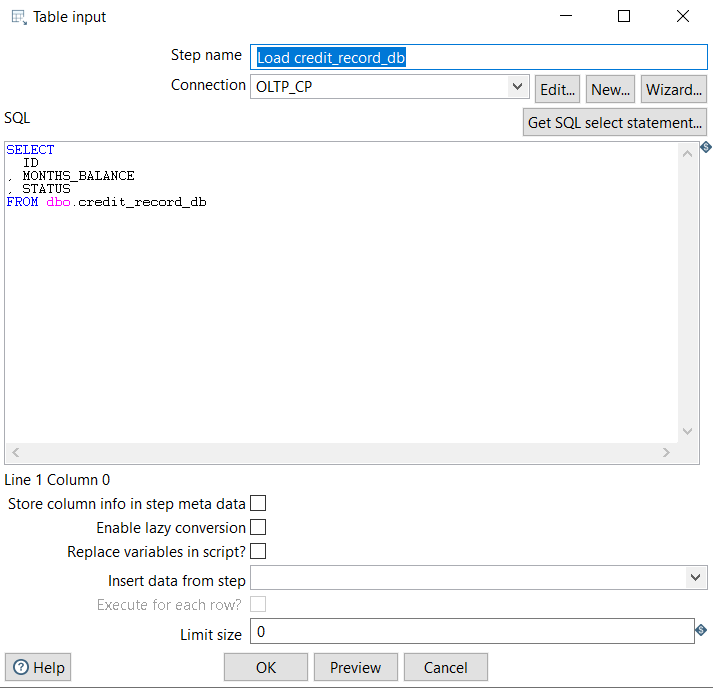 Table input
Step name Load credit_record_db
Connection OLTP_CP Edit... New... Wizard...
SQL
Get SQL select statement...
SELECT
ID
, MONTHS_BALANCE
, STATUS
FROM dbo.credit_record_db
Line 1 Column 0
Store column info in step meta data
Enable lazy conversion
Replace variables in script?
Insert data from step
Execute for each row?
Limit size 0
Help OK Preview Cancel